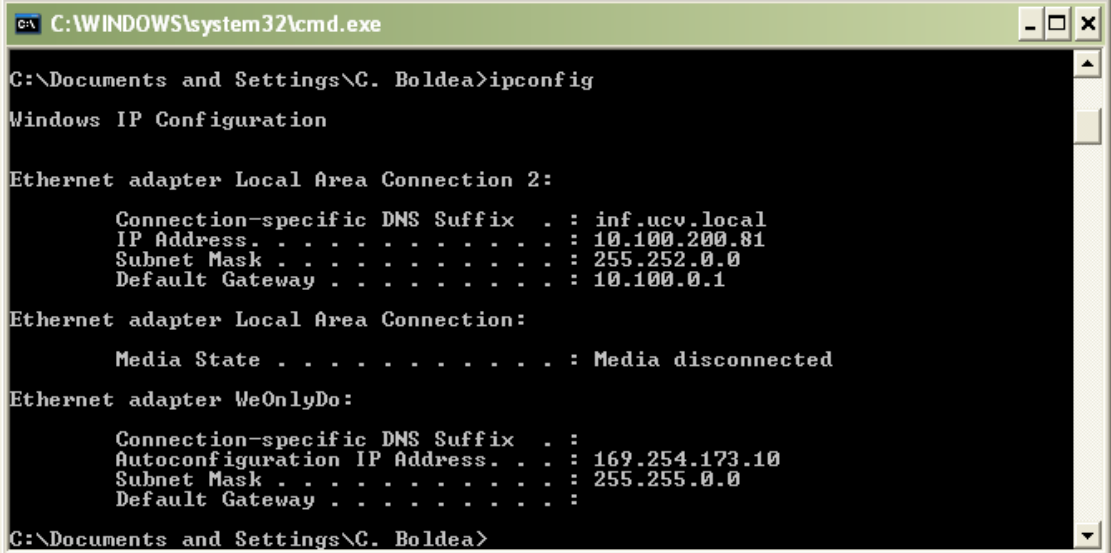 C:\WINDOWS\system32\cmd.exe
C:\Documents and Settings\C. Boldea>ipconfig
Windows IP Configuration
Ethernet adapter Local Area Connection 2:
Connection-specific DNS Suffix . : inf.ucv.local
IP Address. . . . . . . . . . . . : 10.100.200.81
Subnet Mask . . . . . . . . . . . : 255.252.0.0
Default Gateway . . . . . . . . . : 10.100.0.1
Ethernet adapter Local Area Connection:
Media State . . . . . . . . . . . : Media disconnected
Ethernet adapter WeOnlyDo:
Connection-specific DNS Suffix . :
Autoconfiguration IP Address. . . : 169.254.173.10
Subnet Mask . . . . . . . . . . . : 255.255.0.0
Default Gateway . . . . . . . . . :
C:\Documents and Settings\C. Boldea>